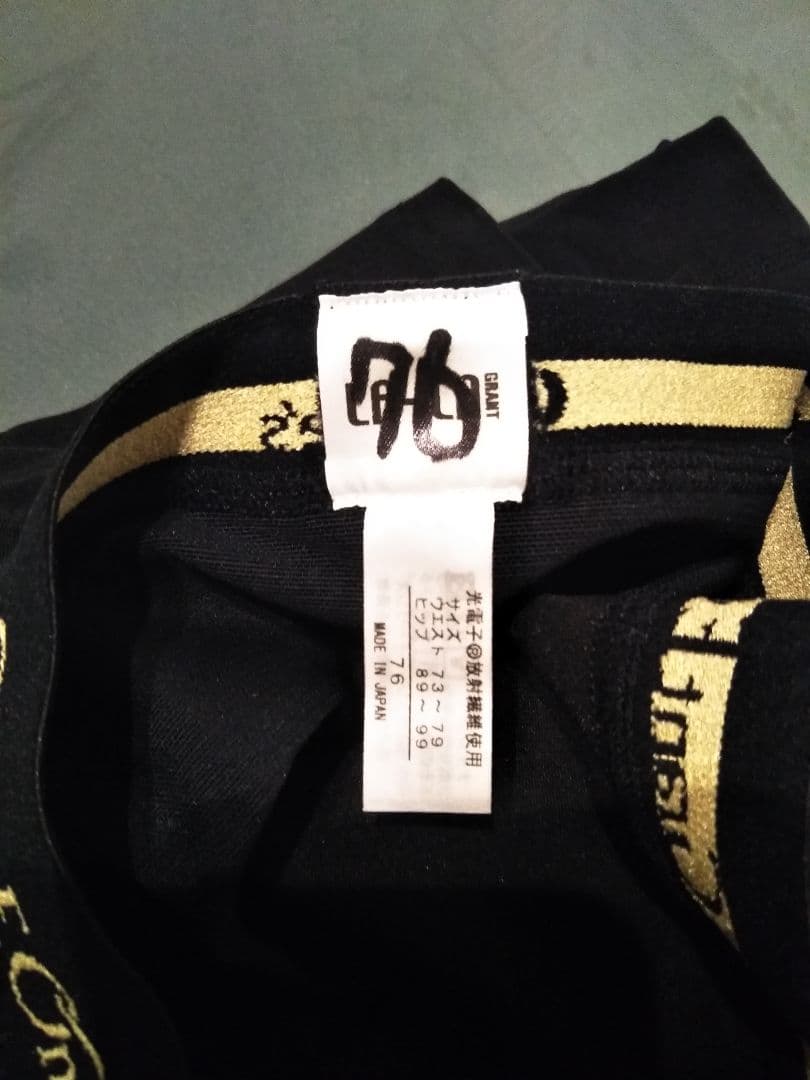 76
GRANT
光電子®放射繊維使用
サイズ
ウエスト 73～79
ヒップ 89～99
76
MADE IN JAPAN